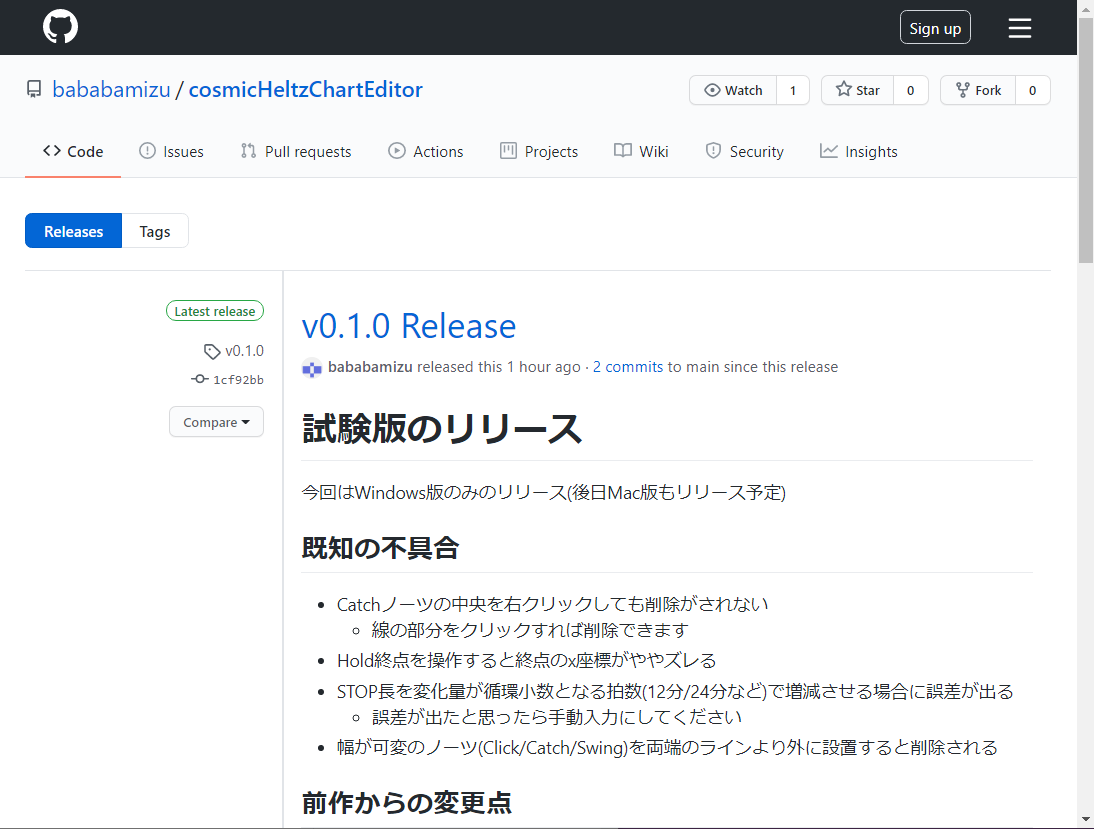 Sign up
bababamizu / cosmicHeltzChartEditor
Watch 1 Star 0 Fork 0
Code Issues Pull requests Actions Projects Wiki Security Insights
Releases Tags
Latest release
v0.1.0
1cf92bb
Compare
v0.1.0 Release
bababamizu released this 1 hour ago · 2 commits to main since this release
試験版のリリース
今回はWindows版のみのリリース(後日Mac版もリリース予定)
既知の不具合
Catchノーツの中央を右クリックしても削除がされない
線の部分をクリックすれば削除できます
Hold終点を操作すると終点のx座標がややズレる
STOP長を変化量が循環小数となる拍数(12分/24分など)で増減させる場合に誤差が出る
誤差が出たと思ったら手動入力にしてください
幅が可変のノーツ(Click/Catch/Swing)を両端のラインより外に設置すると削除される
前作からの変更点